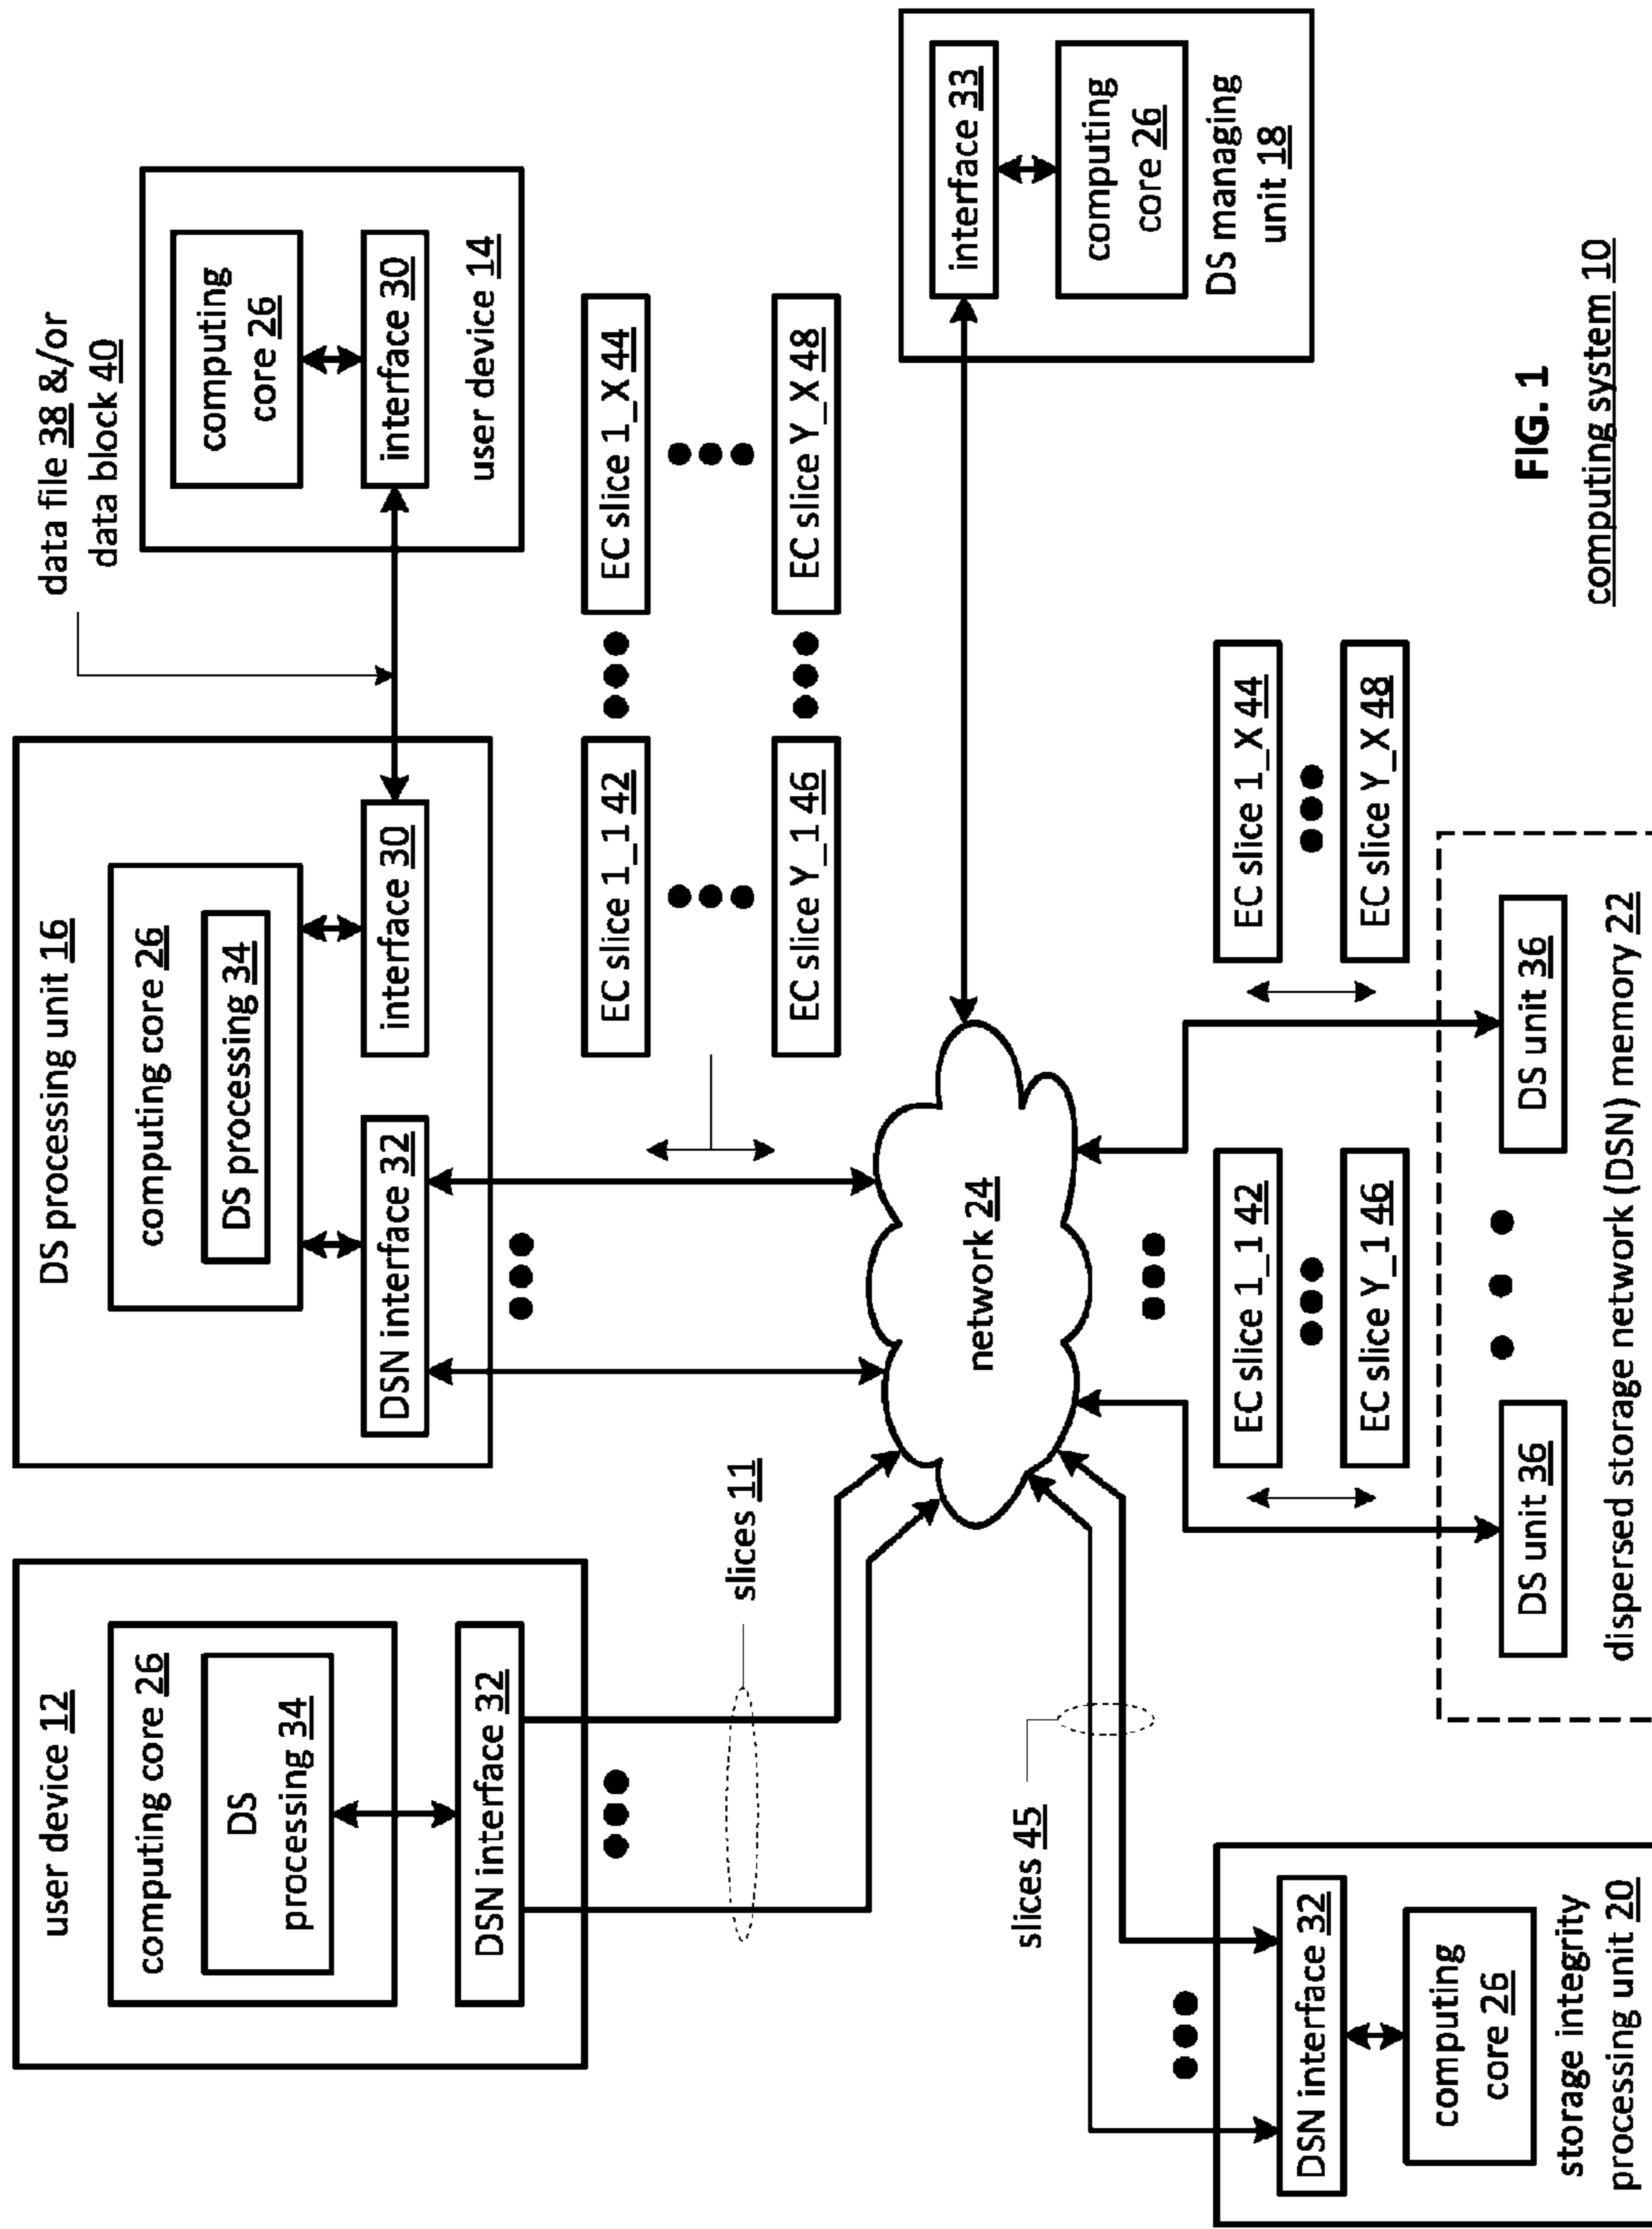 user device 12
computing core 26
DS
processing 34
DSN interface 32
slices 11
DS processing unit 16
computing core 26
DS processing 34
DSN interface 32
interface 30
data file 38 &/or
data block 40
computing
core 26
interface 30
user device 14
EC slice 1_1 42
EC slice 1_X 44
EC slice Y_1 46
EC slice Y_X 48
network 24
interface 33
computing
core 26
DS managing
unit 18
slices 45
DSN interface 32
computing
core 26
storage integrity
processing unit 20
EC slice 1_1 42
EC slice Y_1 46
EC slice 1_X 44
EC slice Y_X 48
DS unit 36
DS unit 36
dispersed storage network (DSN) memory 22
FIG. 1
computing system 10